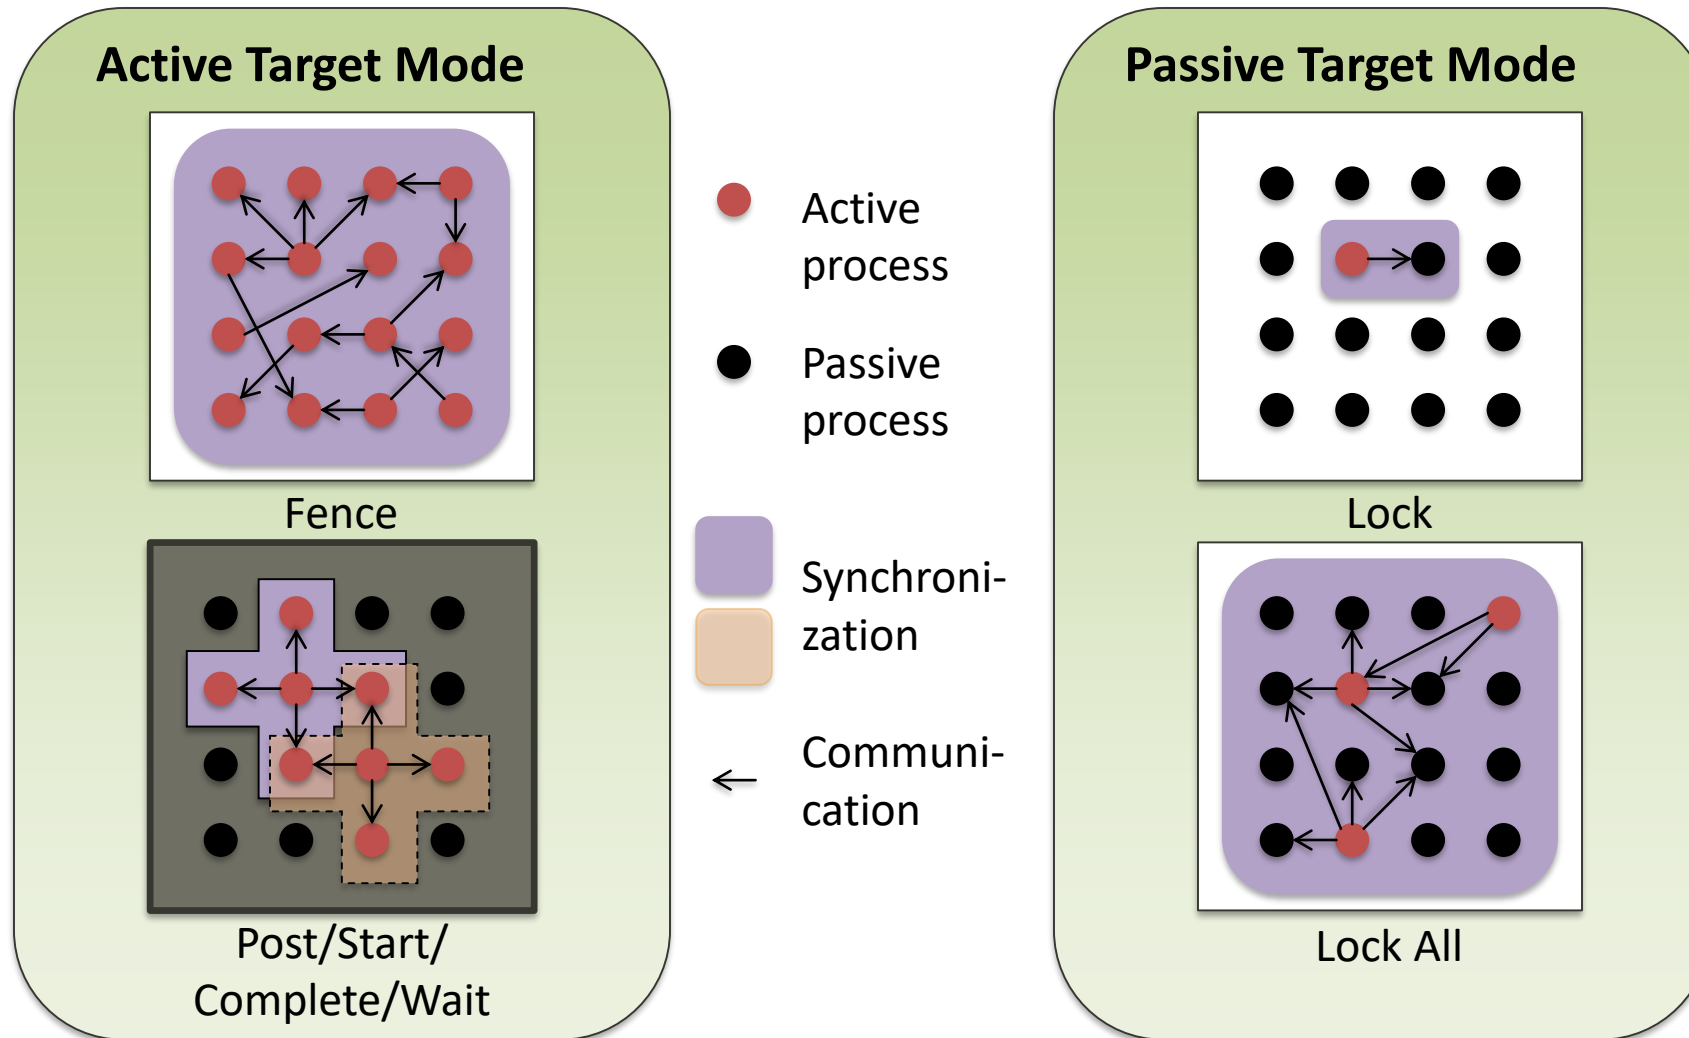 Active Target Mode
Fence
Post/Start/
Complete/Wait
Active
process
Passive
process
Synchroni-
zation
Communi-
cation
Passive Target Mode
Lock
Lock All